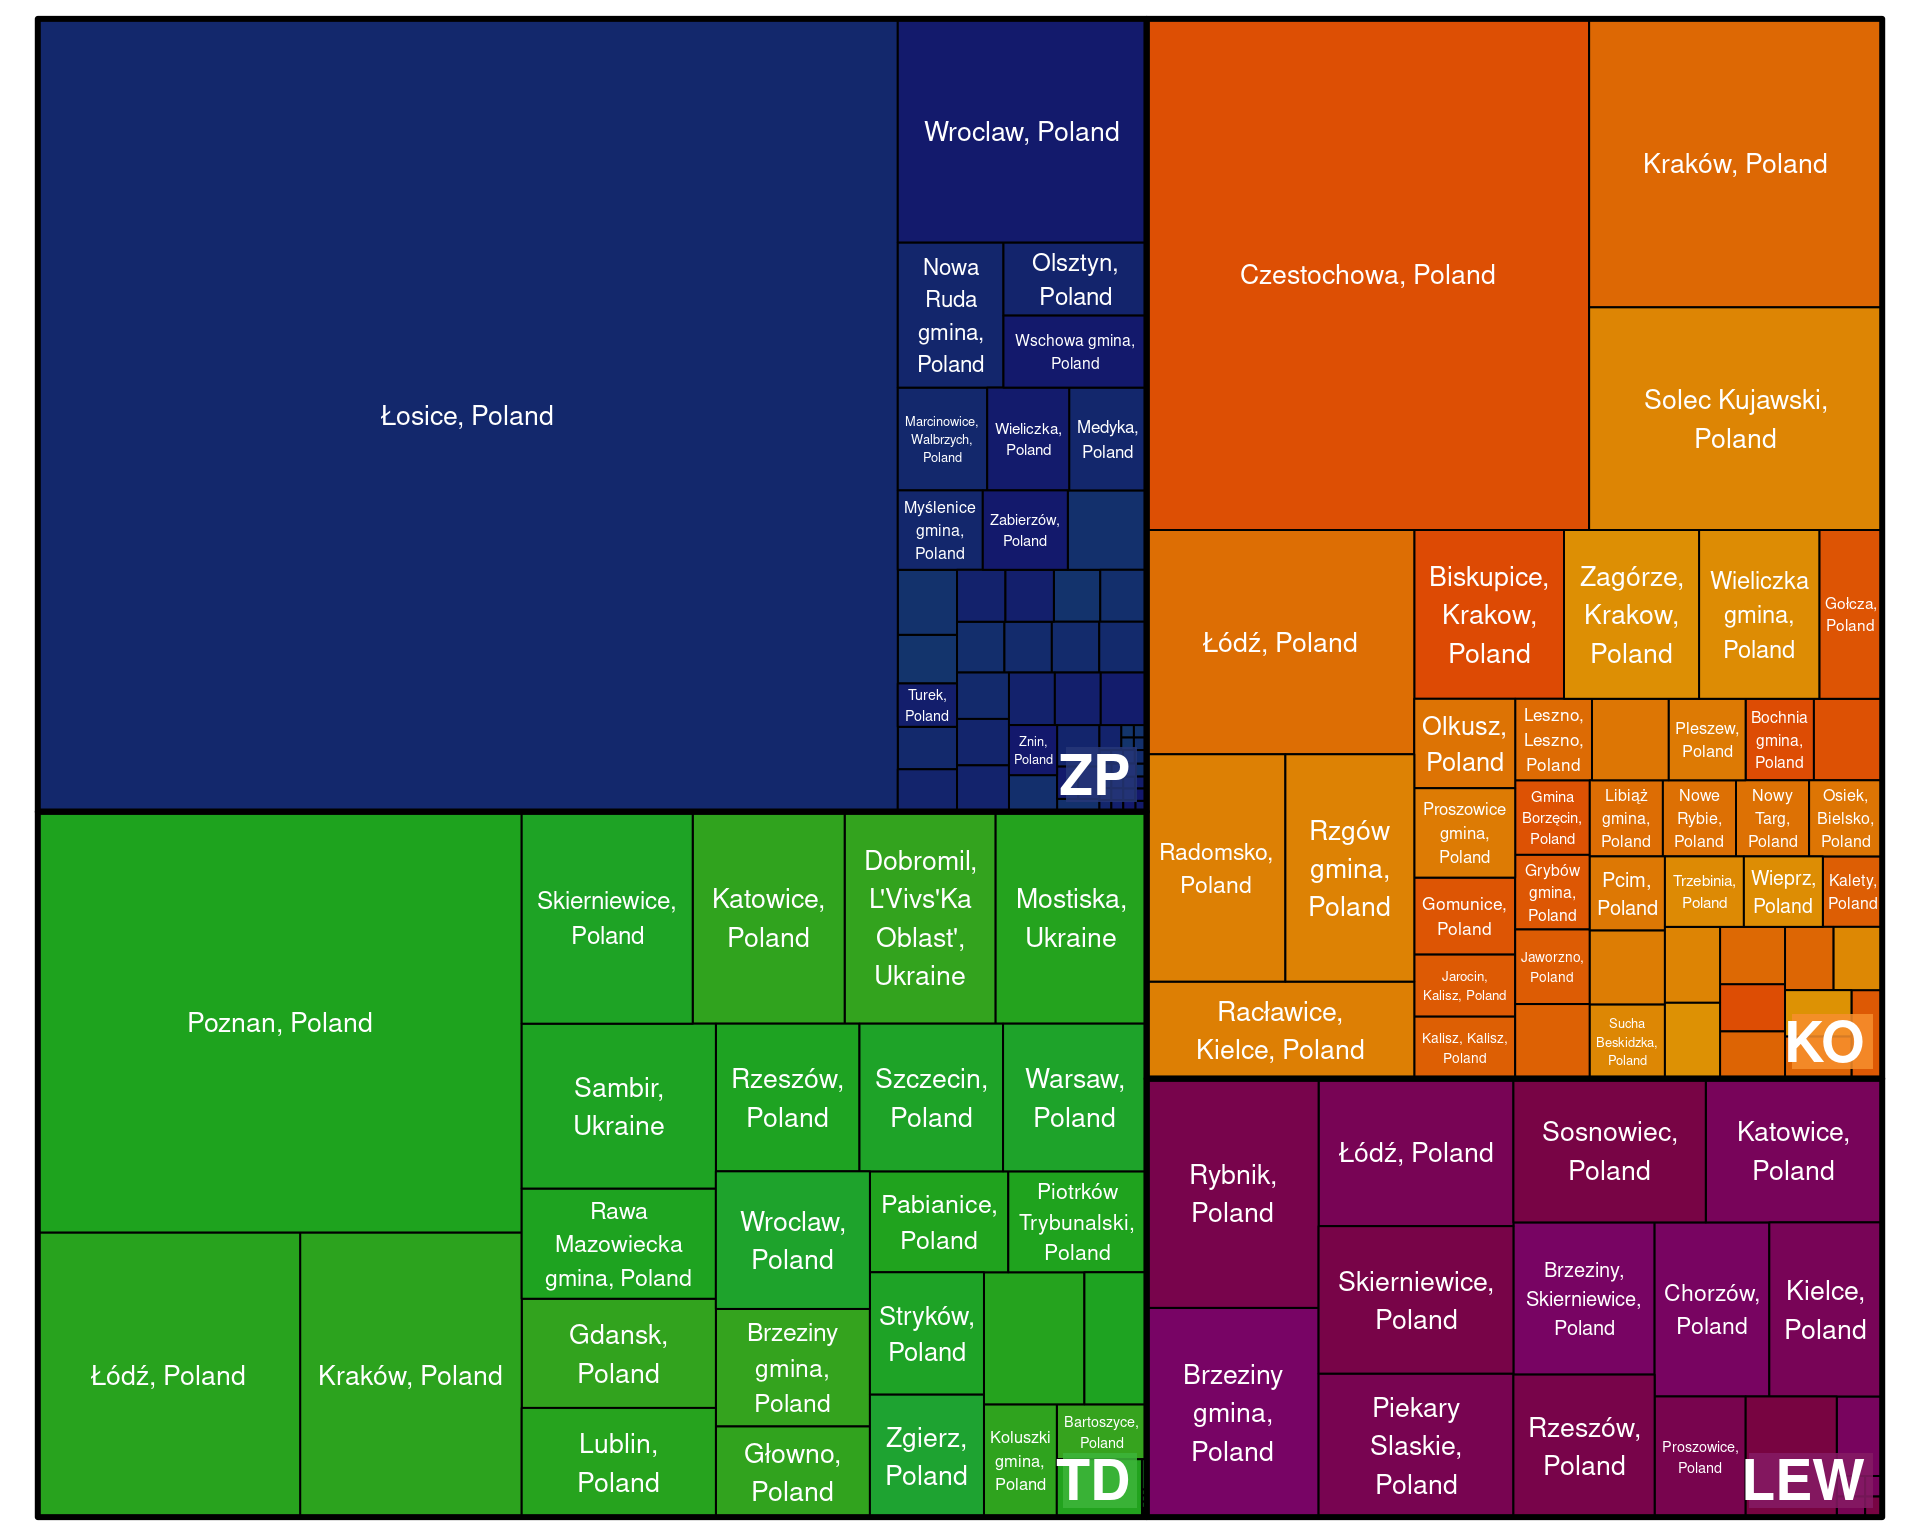 Łosice, Poland
Wroclaw, Poland
Nowa
Ruda
gmina,
Poland
Olsztyn,
Poland
Wschowa gmina,
Poland
Marcinowice,
Walbrzych,
Poland
Wieliczka,
Poland
Medyka,
Poland
Myślenice
gmina,
Poland
Zabierzów,
Poland
Turek,
Poland
Znin,
Poland
ZP
Czestochowa, Poland
Kraków, Poland
Solec Kujawski,
Poland
Łódź, Poland
Biskupice,
Krakow,
Poland
Zagórze,
Krakow,
Poland
Wieliczka
gmina,
Poland
Gołcza,
Poland
Radomsko,
Poland
Rzgów
gmina,
Poland
Racławice,
Kielce, Poland
Olkusz,
Poland
Leszno,
Leszno,
Poland
Pleszew,
Poland
Bochnia
gmina,
Poland
Proszowice
gmina,
Poland
Gmina
Borzęcin,
Poland
Libiąż
gmina,
Poland
Nowe
Rybie,
Poland
Nowy
Targ,
Poland
Osiek,
Bielsko,
Poland
Gomunice,
Poland
Grybów
gmina,
Poland
Pcim,
Poland
Trzebinia,
Poland
Wieprz,
Poland
Kalety,
Poland
Jarocin,
Kalisz, Poland
Jaworzno,
Poland
Kalisz, Kalisz,
Poland
Sucha
Beskidzka,
Poland
KO
Poznan, Poland
Łódź, Poland
Kraków, Poland
Skierniewice,
Poland
Katowice,
Poland
Dobromil,
L'Vivs'Ka
Oblast',
Ukraine
Mostiska,
Ukraine
Sambir,
Ukraine
Rzeszów,
Poland
Szczecin,
Poland
Warsaw,
Poland
Rawa
Mazowiecka
gmina, Poland
Wroclaw,
Poland
Pabianice,
Poland
Piotrków
Trybunalski,
Poland
Gdansk,
Poland
Brzeziny
gmina,
Poland
Stryków,
Poland
Lublin,
Poland
Głowno,
Poland
Zgierz,
Poland
Koluszki
gmina,
Poland
Bartoszyce,
Poland
TD
Rybnik,
Poland
Łódź, Poland
Sosnowiec,
Poland
Katowice,
Poland
Skierniewice,
Poland
Brzeziny,
Skierniewice,
Poland
Chorzów,
Poland
Kielce,
Poland
Brzeziny
gmina,
Poland
Piekary
Slaskie,
Poland
Rzeszów,
Poland
Proszowice,
Poland
LEW